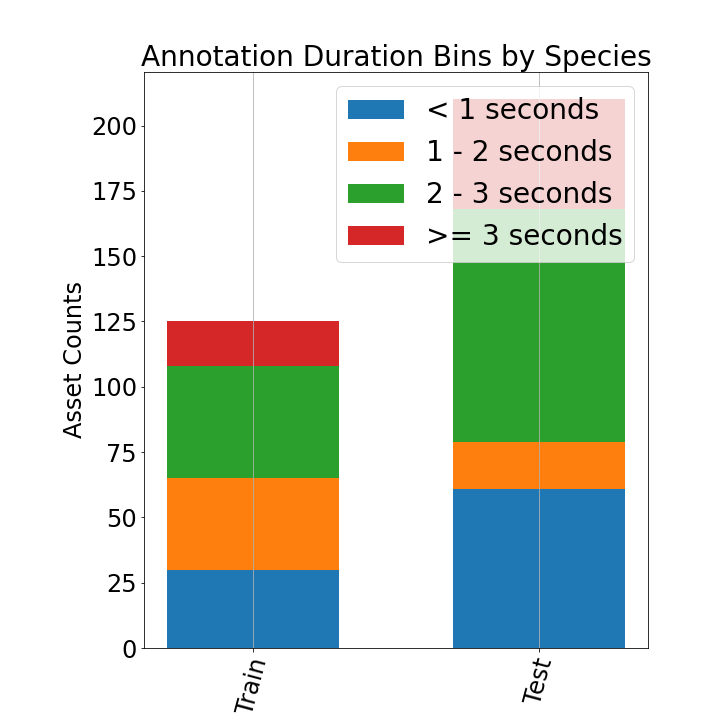 Annotation Duration Bins by Species
< 1 seconds
1 - 2 seconds
2 - 3 seconds
>= 3 seconds
200
175
150
125
100
75
50
25
0
Asset Counts
Train
Test